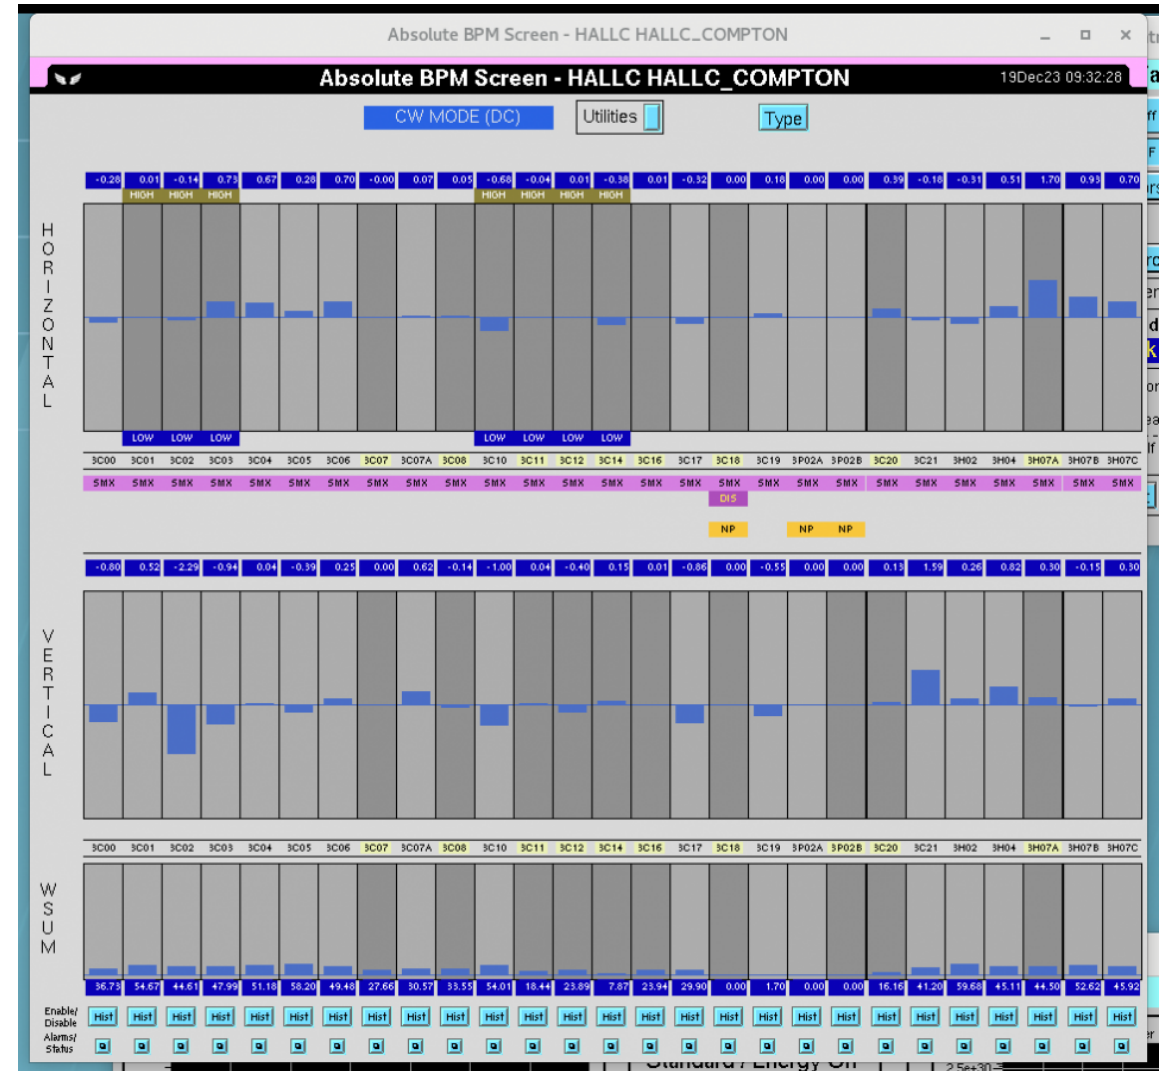 Absolute BPM Screen - HALLC HALLC_COMPTON
Absolute BPM Screen - HALLC HALLC_COMPTON 19Dec23 09:32:28
CW MODE (DC) Utilities Type
-0.28 0.01 -0.14 0.73 0.67 0.28 0.70 -0.00 0.07 0.05 -0.68 -0.04 0.01 -0.38 0.01 -0.32 0.00 0.18 0.00 0.00 0.39 -0.18 -0.31 0.51 1.70 0.93 0.70
HIGH HIGH HIGH HIGH HIGH HIGH HIGH
HORIZONTAL
LOW LOW LOW LOW LOW LOW LOW
3C00 3C01 3C02 3C03 3C04 3C05 3C06 3C07 3C07A 3C08 3C10 3C11 3C12 3C14 3C16 3C17 3C18 3C19 3P02A 3P02B 3C20 3C21 3H02 3H04 3H07A 3H07B 3H07C
SMX SMX SMX SMX SMX SMX SMX SMX SMX SMX SMX SMX SMX SMX SMX SMX SMX SMX SMX SMX SMX SMX SMX SMX SMX SMX SMX
DIS
NP NP NP
-0.80 0.52 -2.29 -0.94 0.04 -0.39 0.25 0.00 0.62 -0.14 -1.00 0.04 -0.40 0.15 0.01 -0.86 0.00 -0.55 0.00 0.00 0.13 1.59 0.26 0.82 0.30 -0.15 0.30
VERTICAL
3C00 3C01 3C02 3C03 3C04 3C05 3C06 3C07 3C07A 3C08 3C10 3C11 3C12 3C14 3C16 3C17 3C18 3C19 3P02A 3P02B 3C20 3C21 3H02 3H04 3H07A 3H07B 3H07C
WSUM
36.73 54.67 44.61 47.99 51.18 58.20 49.48 27.66 30.57 33.55 54.01 18.44 23.89 7.87 23.94 29.90 0.00 1.70 0.00 0.00 16.16 41.20 59.68 45.11 44.50 52.62 45.92
Enable/
Disable
Hist Hist Hist Hist Hist Hist Hist Hist Hist Hist Hist Hist Hist Hist Hist Hist Hist Hist Hist Hist Hist Hist Hist Hist Hist Hist Hist
Alarms/
Status
Standard / Energy On
2.5e+30